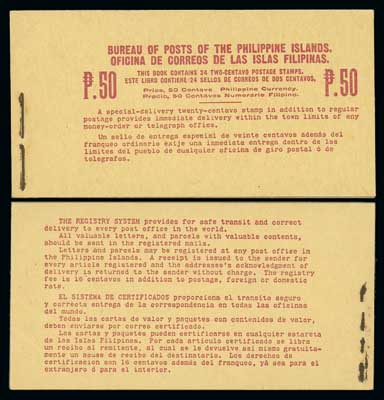 BUREAU OF POSTS OF THE PHILIPPINE ISLANDS.
OFICINA DE CORREOS DE LAS ISLAS FILIPINAS.
₱.50
THIS BOOK CONTAINS 24 TWO-CENTAVO POSTAGE STAMPS.
ESTE LIBRO CONTIENE 24 SELLOS DE CORREOS DE DOS CENTAVOS.
₱.50
Price, 50 Centavos Philippine Currency.
Precio, 50 Centavos Numerario Filipino.
A special-delivery twenty-centavo stamp in addition to regular
postage provides immediate delivery within the town limits of any
money-order or telegraph office.
Un sello de entrega especial de veinte centavos además del
franqueo ordinario exije una inmediata entrega dentro de los
límites del pueblo de cualquier oficina de giro postal ó de
telegrafos.
THE REGISTRY SYSTEM provides for safe transit and correct
delivery to every post office in the world.
All valuable letters, and parcels with valuable contents,
should be sent in the registered mails.
Letters and parcels may be registered at any post office in
the Philippine Islands. A receipt is issued to the sender for
every article registered and the addressee's acknowledgment of
delivery is returned to the sender without charge. The registry
fee is 16 centavos in addition to postage, foreign or domestic
rate.
EL SISTEMA DE CERTIFICADOS proporciona el transito seguro
y correcta entrega de la correspondencia en todas las oficinas
del mundo.
Todas las cartas de valor y paquetes con contenidos de valor,
deben enviarse por correo certificado.
Las cartas y paquetes pueden certificarse en cualquier estafeta
de las Islas Filipinas. Por cada artículo certificado se libra
un recibo al remitente, al cual se le devuelve asi mismo gratuitamente
un aviso de recibo del destinatario. Los derechos de
certificacion son 16 centavos además del franqueo, yá sea para el
extranjero ó para el interior.